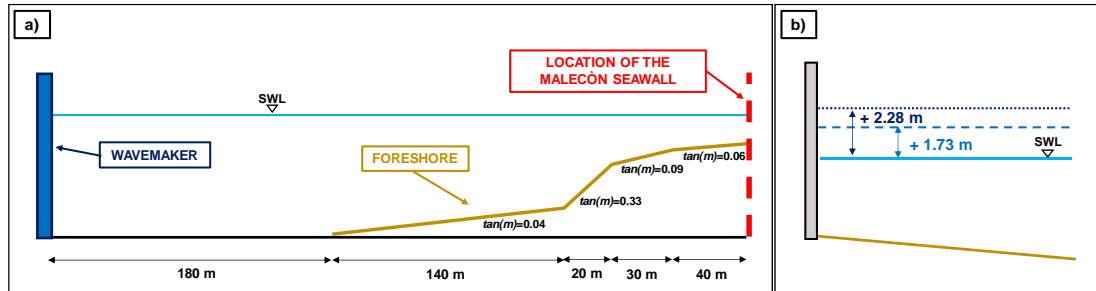 a)
LOCATION OF THE
MALECÒN SEAWALL
SWL
WAVEMAKER
FORESHORE
tan(m)=0.06
tan(m)=0.09
tan(m)=0.33
tan(m)=0.04
180 m
140 m
20 m
30 m
40 m
b)
+ 2.28 m
+ 1.73 m
SWL